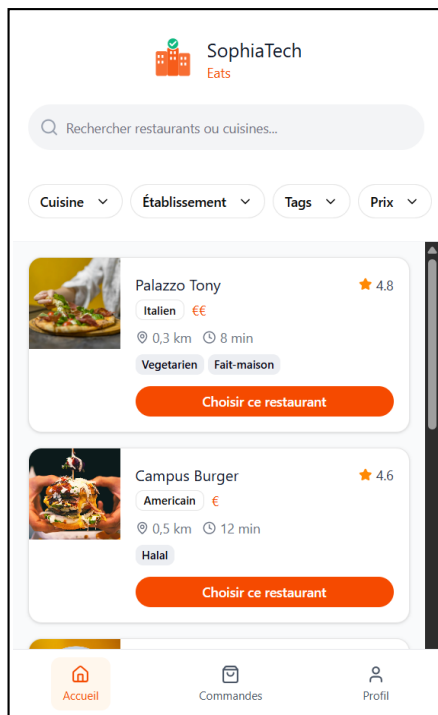 SophiaTech
Eats
Rechercher restaurants ou cuisines...
Cuisine Établissement Tags Prix
Palazzo Tony 4.8
Italien €€
0,3 km 8 min
Vegetarien Fait-maison
Choisir ce restaurant
Campus Burger 4.6
Americain €
0,5 km 12 min
Halal
Choisir ce restaurant
Accueil Commandes Profil